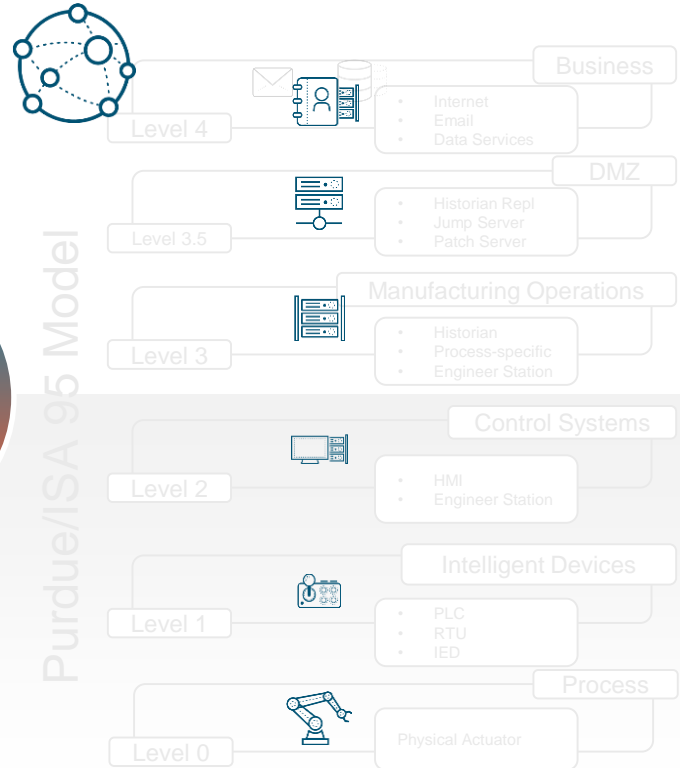 Business
• Internet
• Email
• Data Services
Level 4
DMZ
• Historian Repl
• Jump Server
• Patch Server
Level 3.5
Manufacturing Operations
• Historian
• Process-specific
• Engineer Station
Level 3
Purdue/ISA 95 Model
Control Systems
• HMI
• Engineer Station
Level 2
Intelligent Devices
• PLC
• RTU
• IED
Level 1
Process
Physical Actuator
Level 0